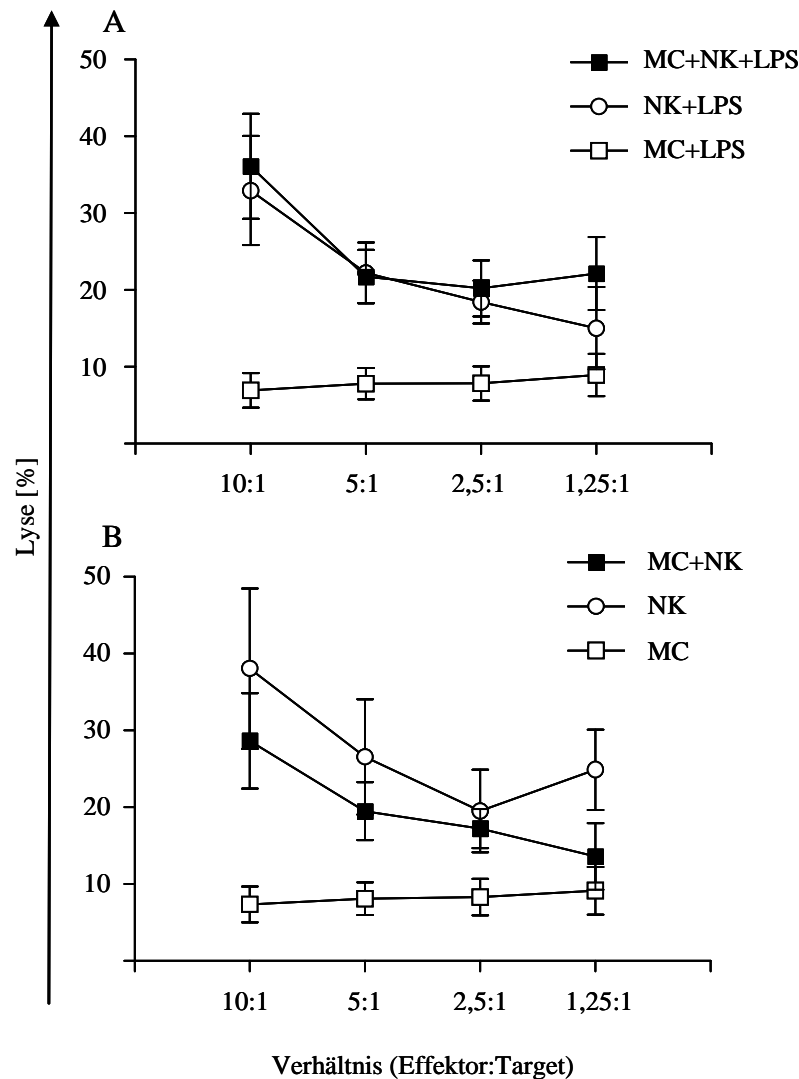 A
50
40
30
20
10
10:1
5:1
2,5:1
1,25:1
MC+NK+LPS
NK+LPS
MC+LPS
Lyse [%]
B
50
40
30
20
10
10:1
5:1
2,5:1
1,25:1
MC+NK
NK
MC
Verhältnis (Effektor:Target)